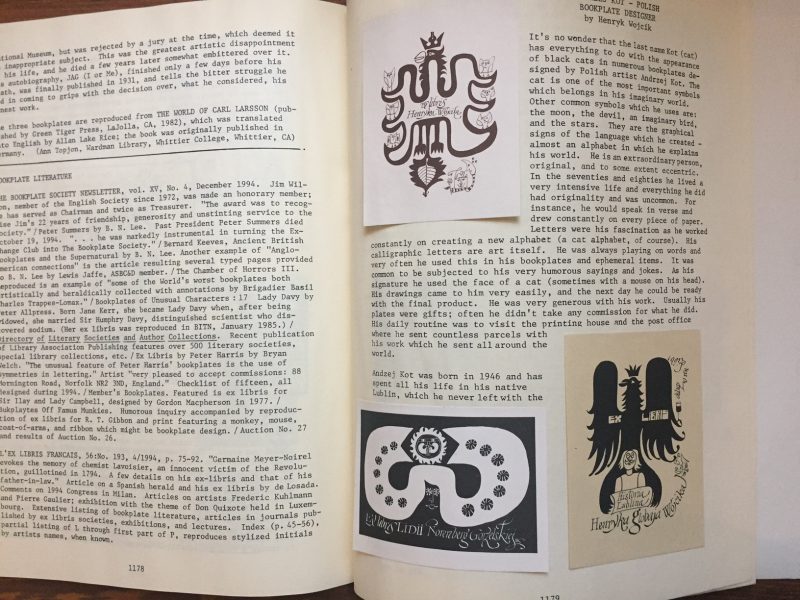 tional Museum, but was rejected by a jury at the time, which deemed it
inappropriate subject. This was the greatest artistic disappointment
his life, and he died a few years later somewhat embittered over it.
autobiography, JAG (I or Me), finished only a few days before his
ath, was finally published in 1931, and tells the bitter struggle he
d in coming to grips with the decision, over what he considered, his
nest work.
e three bookplates are reproduced from THE WORLD OF CARL LARSSON (pub-
shed by Green Tiger Press, LaJolla, CA, 1982), which was translated
to English by Allan Lake Rice; the book was originally published in
ermany. (Ann Topjon, Wardman Library, Whittier College, Whittier, CA)
OOKPLATE LITERATURE
HE BOOKPLATE SOCIETY NEWSLETTER, vol. XV, No. 4, December 1994. Jim Wil-
on, member of the English Society since 1972, was made an honorary member;
e has served as Chairman and twice as Treasurer. "The award was to recog-
ise Jim's 22 years of friendship, generosity and unstinting service to the
Society."/Peter Summers by B. N. Lee. Past President Peter Summers died
October 19, 1994. ". . . he was markedly instrumental in turning the Ex-
change Club into The Bookplate Society."/Bernard Keeves, Ancient British
Bookplates and the Supernatural by B. N. Lee. Another example of "Anglo-
American connections" is the article resulting several typed pages provided
to B. N. Lee by Lewis Jaffe, ASBC&D member./The Chamber of Horrors III.
Reproduced is an example of "some of the World's worst bookplates both
artistically and heraldically collected with annotations by Brigadier Basil
Charles Trappes-Lomax."/Bookplates of Unusual Characters:17 Lady Davy by
Peter Allpress. Born Jane Kerr, she became Lady Davy when, after being
widowed, she married Sir Humphry Davy, distinguished scientist who dis-
covered sodium. (Her ex libris was reproduced in BITN, January 1985.)/
Directory of Literary Societies and Author Collections. Recent publication
of Library Association Publishing features over 500 literary societies,
special library collections, etc./Ex Libris by Peter Harris by Bryan
Welch. "The unusual feature of Peter Harris' bookplates is the use of
symmetries in lettering." Artist "very pleased to accept commissions: 88
Mornington Road, Norfolk NR2 3ND, England." Checklist of fifteen, all
designed during 1994./Member's Bookplates. Featured is ex libris for
Sir Ilay and Lady Campbell, designed by Gordon Macpherson in 1977./
Bukplaytes Off Famus Munkies. Humorous inquiry accompanied by reproduc-
tion of ex libris for R. T. Gibbon and print featuring a monkey, mouse,
coat-of-arms, and ribbon which might be bookplate design./Auction No. 27
and results of Auction No. 26.
L'EX LIBRIS FRANCAIS, 56:No. 193, 4/1994, p. 75-92. "Germaine Meyer-Noirel
evokes the memory of chemist Lavoisier, an innocent victim of the Revolu-
tion, guillotined in 1794. A few details on his ex-libris and that of his
father-in-law." Article on a Spanish herald and his ex libris by de Losada.
Comments on 1994 Congress in Milan. Articles on artists Frederic Kuhlmann
and Pierre Gaulier; exhibition with the theme of Don Quixote held in Luxem-
bourg. Extensive listing of bookplate literature, articles in journals pub-
lished by ex libris societies, exhibitions, and lectures. Index (p. 45-56),
partial listing of L through first part of P, reproduces stylized initials
by artists names, when known.
1178
KOT - POLISH
BOOKPLATE DESIGNER
by Henryk Wojcik
It's no wonder that the last name Kot (cat)
has everything to do with the appearance
of black cats in numerous bookplates de-
signed by Polish artist Andrzej Kot. The
cat is one of the most important symbols
which belongs in his imaginary world.
Other common symbols which he uses are:
the moon, the devil, an imaginary bird,
and the stars. They are the graphical
signs of the language which he created -
almost an alphabet in which he explains
his world. He is an extraordinary person,
original, and to some extent eccentric.
In the seventies and eighties he lived a
very intensive life and everything he did
had originality and was uncommon. For
instance, he would speak in verse and
drew constantly on every piece of paper.
Letters were his fascination as he worked
constantly on creating a new alphabet (a cat alphabet, of course). His
calligraphic letters are art itself. He was always playing on words and
very often he used this in his bookplates and ephemeral items. It was
common to be subjected to his very humorous sayings and jokes. As his
signature he used the face of a cat (sometimes with a mouse on his head).
His drawings came to him very easily, and the next day he could be ready
with the final product. He was very generous with his work. Usually his
plates were gifts; often he didn't take any commission for what he did.
His daily routine was to visit the printing house and the post office
where he sent countless parcels with
his work which he sent all around the
world.
Andzej Kot was born in 1946 and has
spent all his life in his native
Lublin, which he never left with the
Henryka Wójcika
Ex libris LIDII
EX LIBRIS
Historia
Lublina
Henryka Wójcika
1179